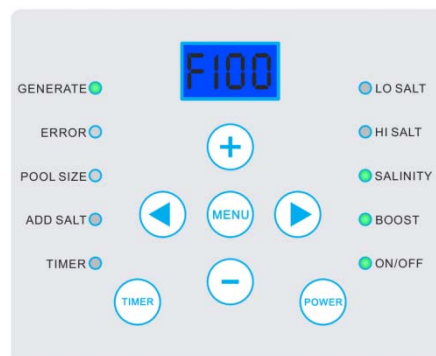 F100
GENERATE
LO SALT
ERROR
HI SALT
POOL SIZE
SALINITY
ADD SALT
MENU
BOOST
TIMER
ON/OFF
TIMER
POWER